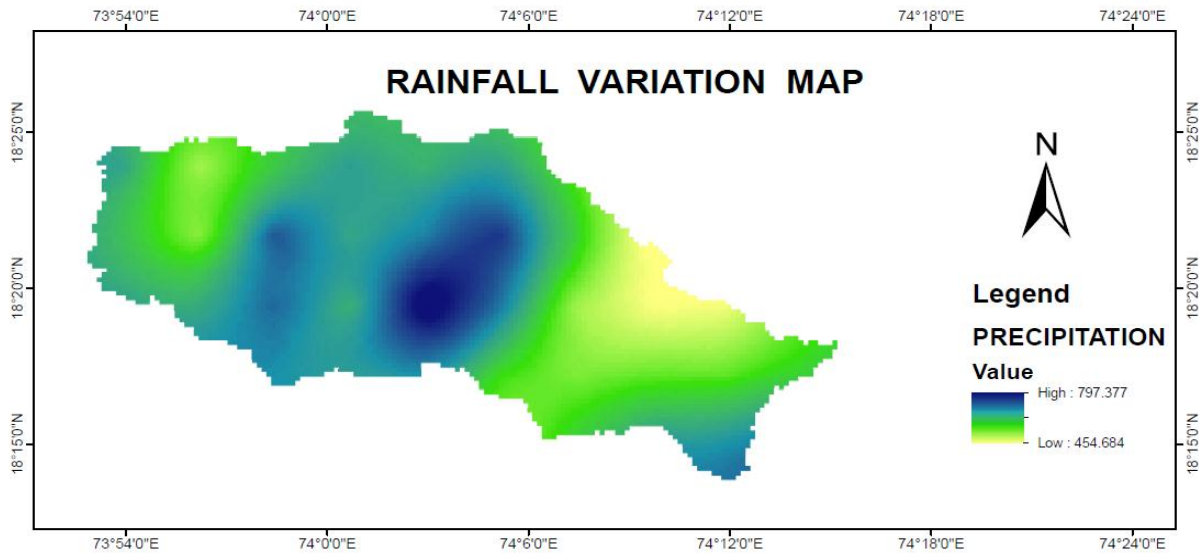 73°54'0"E 74°0'0"E 74°6'0"E 74°12'0"E 74°18'0"E 74°24'0"E
RAINFALL VARIATION MAP
18°25'0"N 18°25'0"N
N
18°20'0"N 18°20'0"N
Legend
PRECIPITATION
Value
High : 797.377
Low : 454.684
18°15'0"N 18°15'0"N
73°54'0"E 74°0'0"E 74°6'0"E 74°12'0"E 74°18'0"E 74°24'0"E